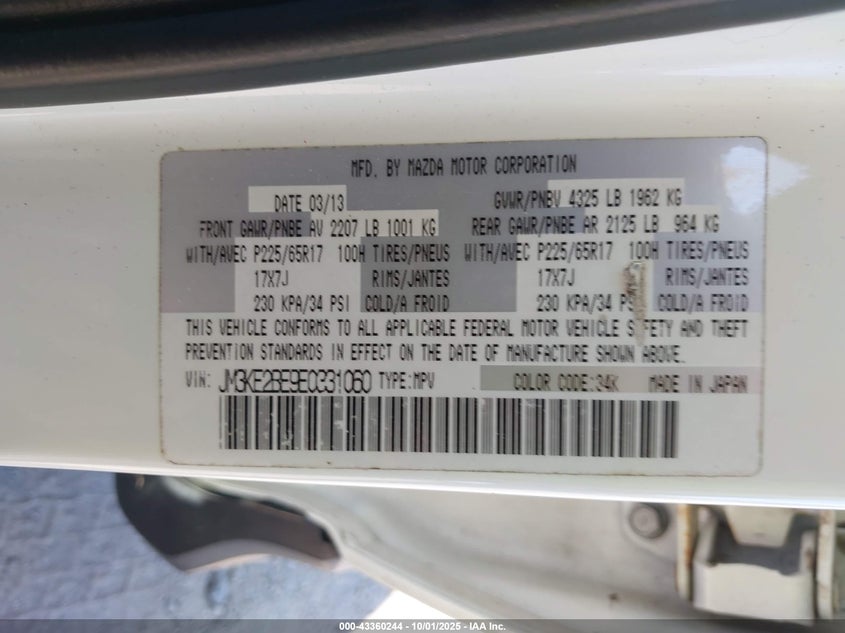 MFD. BY MAZDA MOTOR CORPORATION
DATE 03/13 GVWR/PNBV 4325 LB 1962 KG
FRONT GAWR/PNBE AV 2207 LB 1001 KG REAR GAWR/PNBE AR 2125 LB 964 KG
WITH/AVEC P225/65R17 100H TIRES/PNEUS WITH/AVEC P225/65R17 100H TIRES/PNEUS
17X7J RIMS/JANTES 17X7J RIMS/JANTES
230 KPA/34 PSI COLD/A FROID 230 KPA/34 PSI COLD/A FROID
THIS VEHICLE CONFORMS TO ALL APPLICABLE FEDERAL MOTOR VEHICLE SAFETY AND THEFT
PREVENTION STANDARDS IN EFFECT ON THE DATE OF MANUFACTURE SHOWN ABOVE.
VIN: JM3KE2BE9E0331060 TYPE:MPV COLOR CODE:34K MADE IN JAPAN
000-43360244 - 10/01/2025 - IAAI.COM